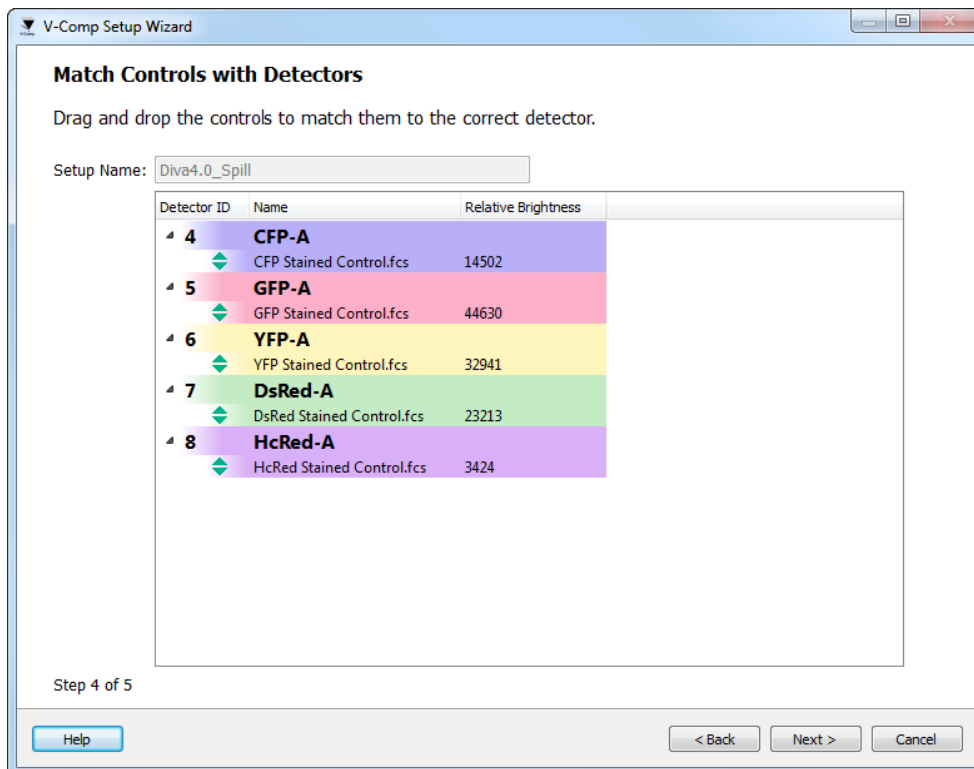 V-Comp Setup Wizard
Match Controls with Detectors
Drag and drop the controls to match them to the correct detector.
Setup Name: Diva4.0_Spill
Detector ID Name Relative Brightness
4 CFP-A
CFP Stained Control.fcs 14502
5 GFP-A
GFP Stained Control.fcs 44630
6 YFP-A
YFP Stained Control.fcs 32941
7 DsRed-A
DsRed Stained Control.fcs 23213
8 HcRed-A
HcRed Stained Control.fcs 3424
Step 4 of 5
Help < Back Next > Cancel